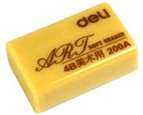 deli
ART
SOFT ERASER
4B美术用 200A